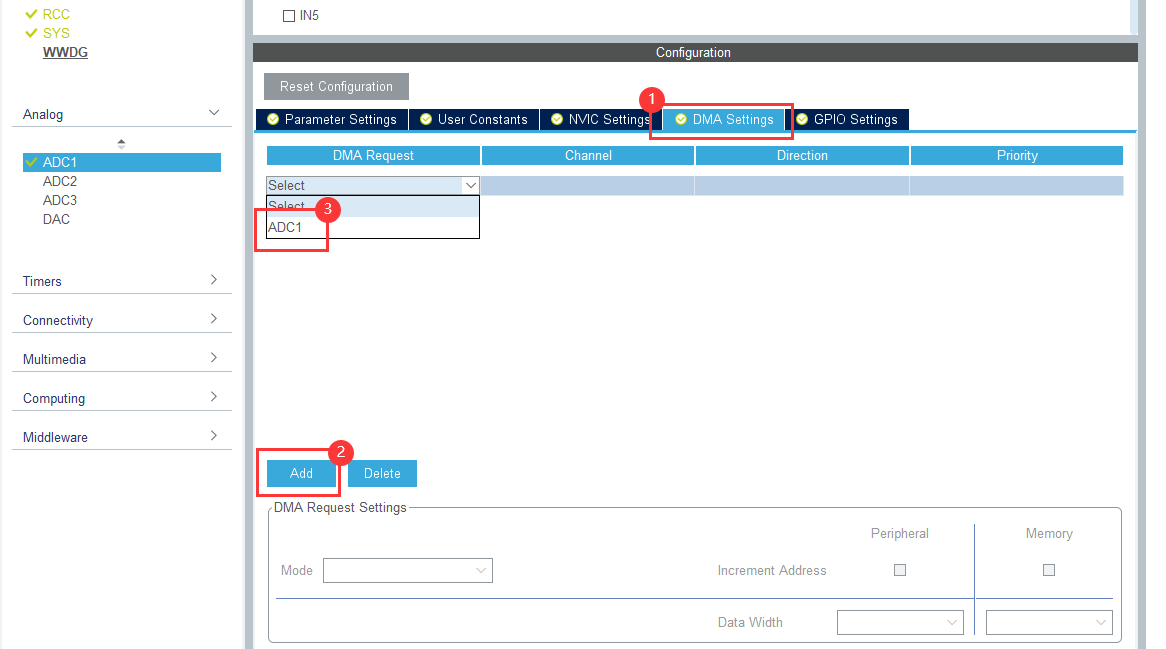 RCC
SYS
WWDG
Analog
ADC1
ADC2
ADC3
DAC
Timers
Connectivity
Multimedia
Computing
Middleware
IN5
Configuration
Reset Configuration
1
Parameter Settings User Constants NVIC Settings DMA Settings GPIO Settings
DMA Request Channel Direction Priority
Select
Select
3
ADC1
2
Add Delete
DMA Request Settings
Peripheral Memory
Mode Increment Address
Data Width